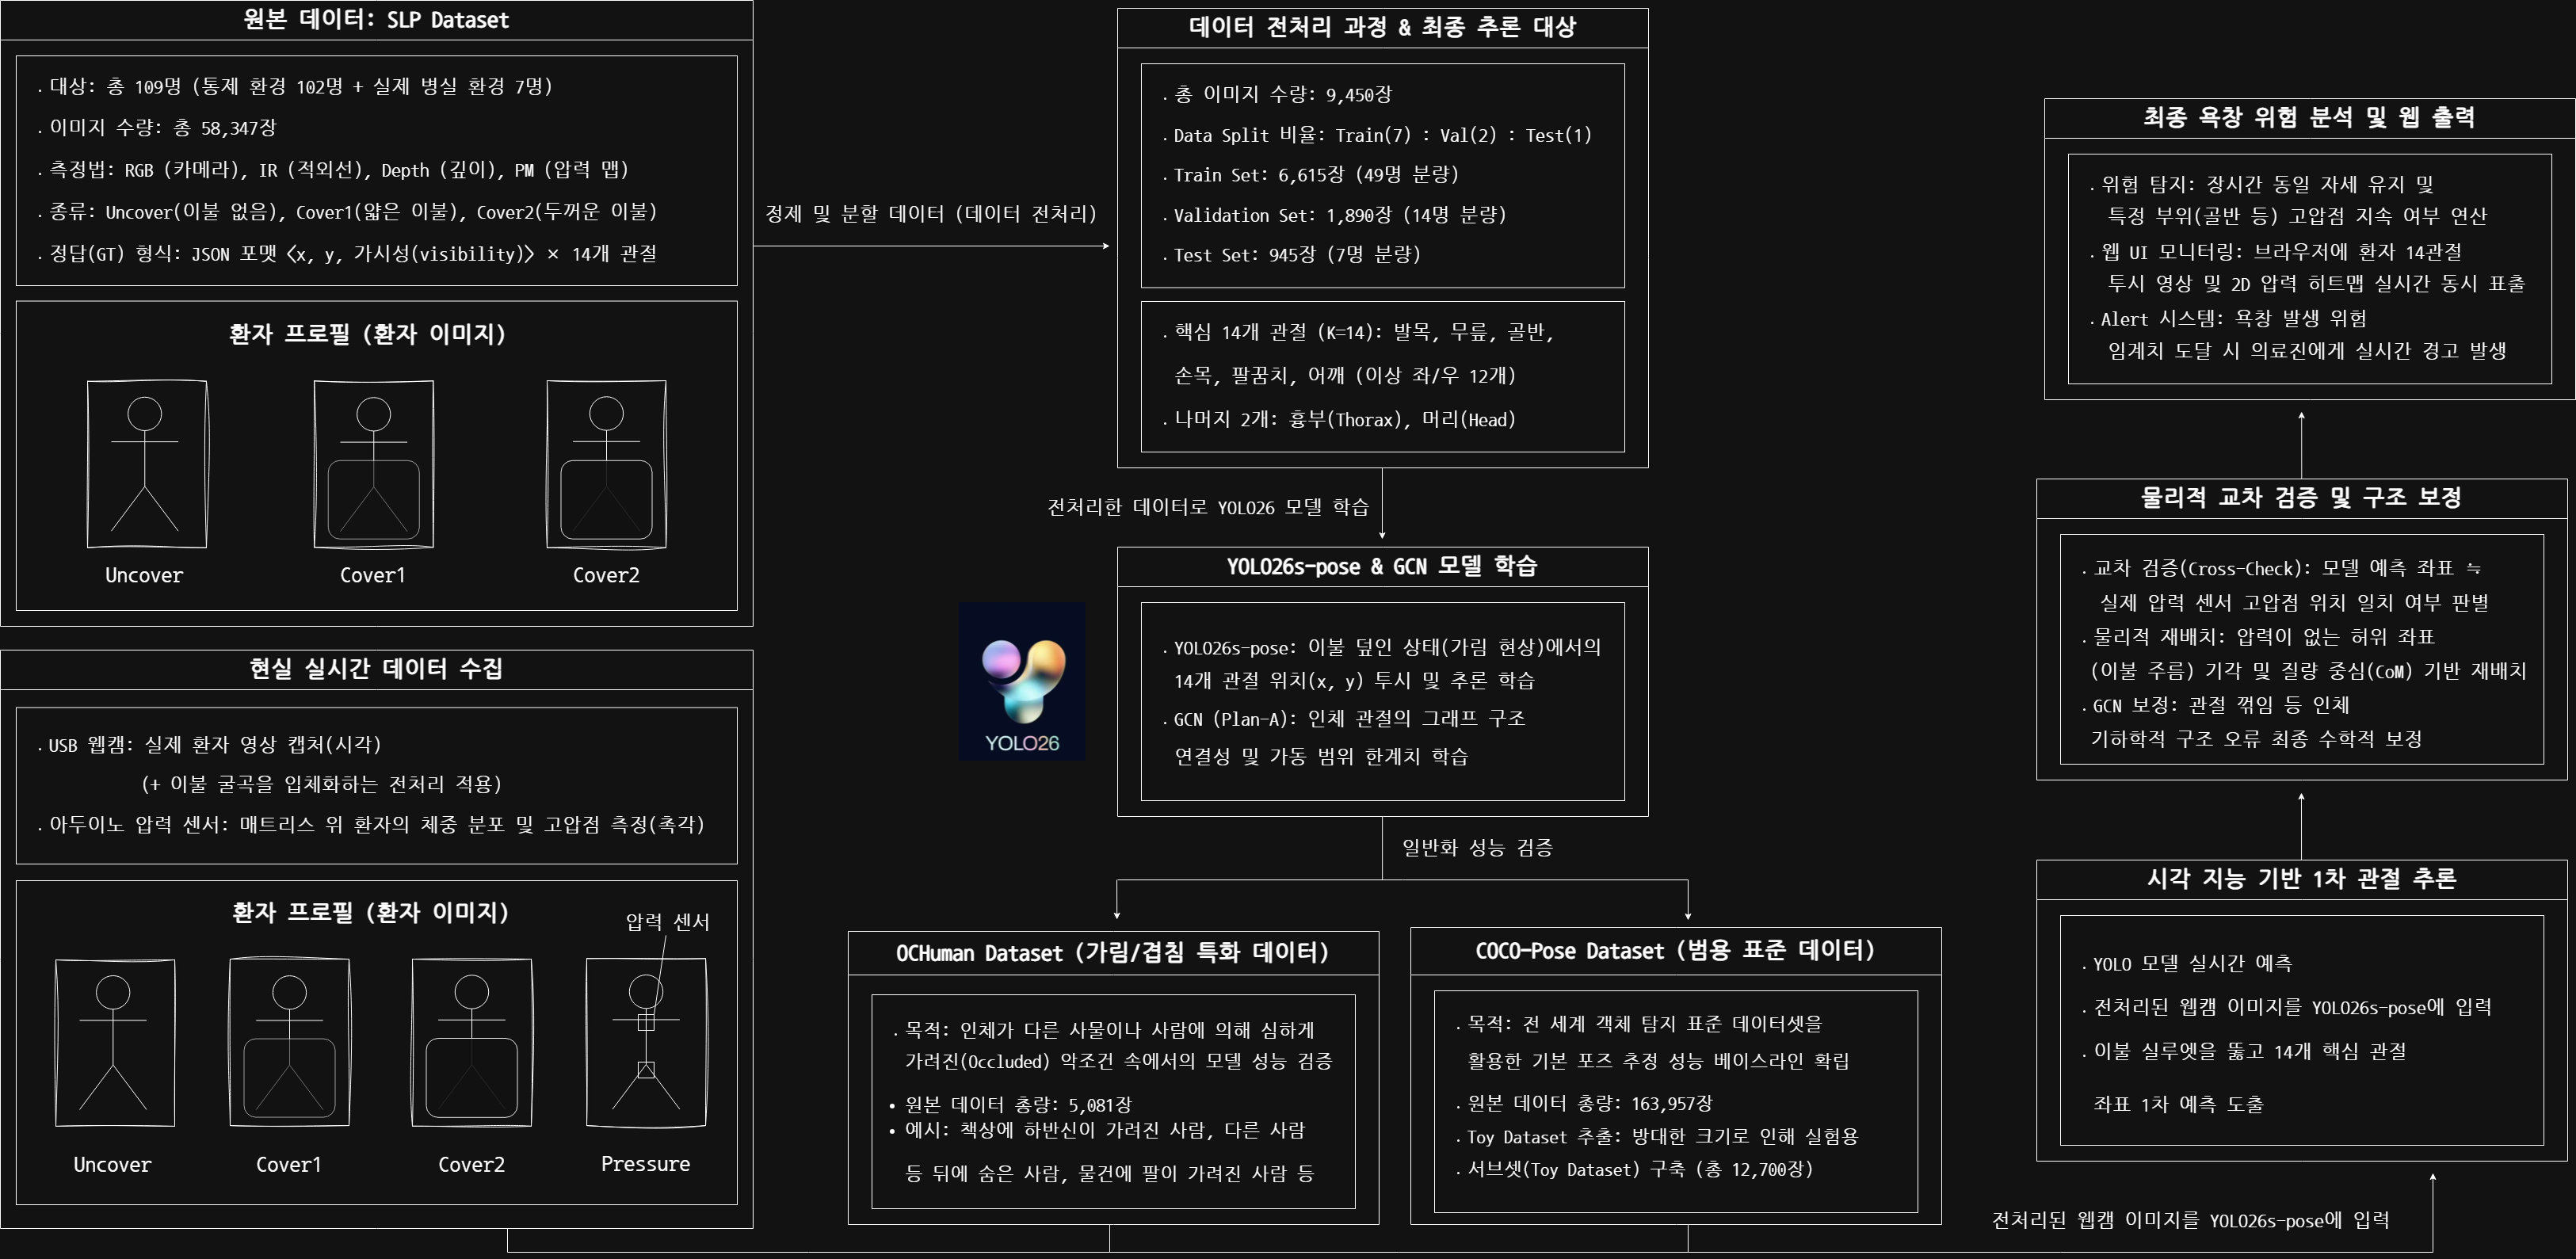 원본 데이터: SLP Dataset
. 대상: 총 109명 (통제 환경 102명 + 실제 병실 환경 7명)
. 이미지 수량: 총 58,347장
. 측정법: RGB (카메라), IR (적외선), Depth (깊이), PM (압력 맵)
. 종류: Uncover(이불 없음), Cover1(얇은 이불), Cover2(두꺼운 이불)
. 정답(GT) 형식: JSON 포맷 <x, y, 가시성(visibility)> × 14개 관절
환자 프로필 (환자 이미지)
Uncover
Cover1
Cover2
현실 실시간 데이터 수집
. USB 웹캠: 실제 환자 영상 캡처(시각)
(+ 이불 굴곡을 입체화하는 전처리 적용)
. 아두이노 압력 센서: 매트리스 위 환자의 체중 분포 및 고압점 측정(촉각)
환자 프로필 (환자 이미지)
압력 센서
Uncover
Cover1
Cover2
Pressure
정제 및 분할 데이터 (데이터 전처리)
데이터 전처리 과정 & 최종 추론 대상
. 총 이미지 수량: 9,450장
. Data Split 비율: Train(7) : Val(2) : Test(1)
. Train Set: 6,615장 (49명 분량)
. Validation Set: 1,890장 (14명 분량)
. Test Set: 945장 (7명 분량)
. 핵심 14개 관절 (K=14): 발목, 무릎, 골반,
손목, 팔꿈치, 어깨 (이상 좌/우 12개)
. 나머지 2개: 흉부(Thorax), 머리(Head)
전처리한 데이터로 YOLO26 모델 학습
YOLO26s-pose & GCN 모델 학습
. YOLO26s-pose: 이불 덮인 상태(가림 현상)에서의
14개 관절 위치(x, y) 투시 및 추론 학습
. GCN (Plan-A): 인체 관절의 그래프 구조
연결성 및 가동 범위 한계치 학습
YOLO26
일반화 성능 검증
OCHuman Dataset (가림/겹침 특화 데이터)
. 목적: 인체가 다른 사물이나 사람에 의해 심하게
가려진(Occluded) 악조건 속에서의 모델 성능 검증
• 원본 데이터 총량: 5,081장
• 예시: 책상에 하반신이 가려진 사람, 다른 사람
등 뒤에 숨은 사람, 물건에 팔이 가려진 사람 등
COCO-Pose Dataset (범용 표준 데이터)
. 목적: 전 세계 객체 탐지 표준 데이터셋을
활용한 기본 포즈 추정 성능 베이스라인 확립
. 원본 데이터 총량: 163,957장
. Toy Dataset 추출: 방대한 크기로 인해 실험용
. 서브셋(Toy Dataset) 구축 (총 12,700장)
전처리된 웹캠 이미지를 YOLO26s-pose에 입력
시각 지능 기반 1차 관절 추론
. YOLO 모델 실시간 예측
. 전처리된 웹캠 이미지를 YOLO26s-pose에 입력
. 이불 실루엣을 뚫고 14개 핵심 관절
좌표 1차 예측 도출
물리적 교차 검증 및 구조 보정
. 교차 검증(Cross-Check): 모델 예측 좌표 ≒
실제 압력 센서 고압점 위치 일치 여부 판별
. 물리적 재배치: 압력이 없는 허위 좌표
(이불 주름) 기각 및 질량 중심(CoM) 기반 재배치
. GCN 보정: 관절 꺾임 등 인체
기하학적 구조 오류 최종 수학적 보정
최종 욕창 위험 분석 및 웹 출력
. 위험 탐지: 장시간 동일 자세 유지 및
특정 부위(골반 등) 고압점 지속 여부 연산
. 웹 UI 모니터링: 브라우저에 환자 14관절
투시 영상 및 2D 압력 히트맵 실시간 동시 표출
. Alert 시스템: 욕창 발생 위험
임계치 도달 시 의료진에게 실시간 경고 발생